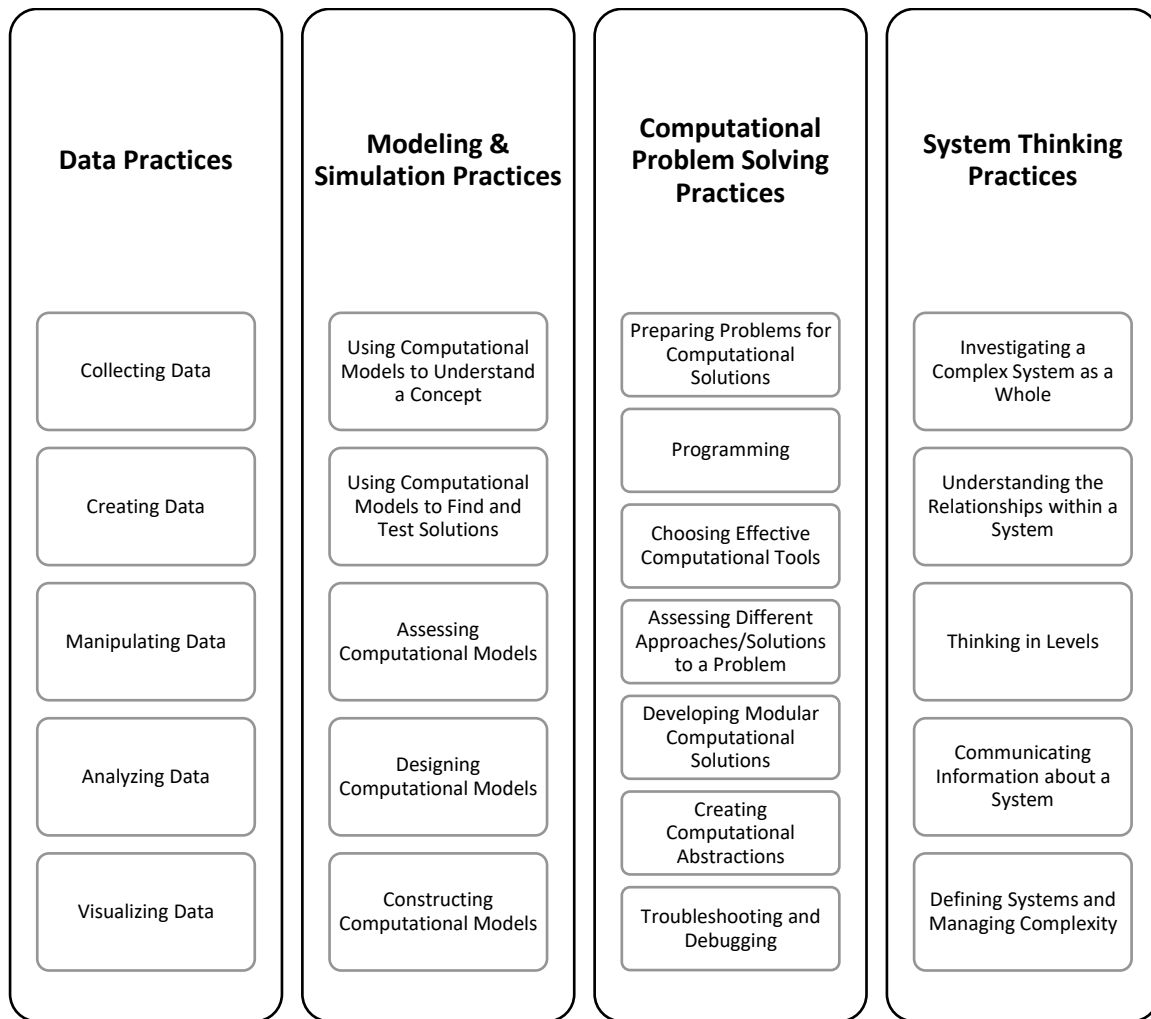 Data Practices
Collecting Data
Creating Data
Manipulating Data
Analyzing Data
Visualizing Data
Modeling &
Simulation Practices
Using Computational
Models to Understand
a Concept
Using Computational
Models to Find and
Test Solutions
Assessing
Computational Models
Designing
Computational Models
Constructing
Computational Models
Computational
Problem Solving
Practices
Preparing Problems for
Computational
Solutions
Programming
Choosing Effective
Computational Tools
Assessing Different
Approaches/Solutions
to a Problem
Developing Modular
Computational
Solutions
Creating
Computational
Abstractions
Troubleshooting and
Debugging
System Thinking
Practices
Investigating a
Complex System as a
Whole
Understanding the
Relationships within a
System
Thinking in Levels
Communicating
Information about a
System
Defining Systems and
Managing Complexity